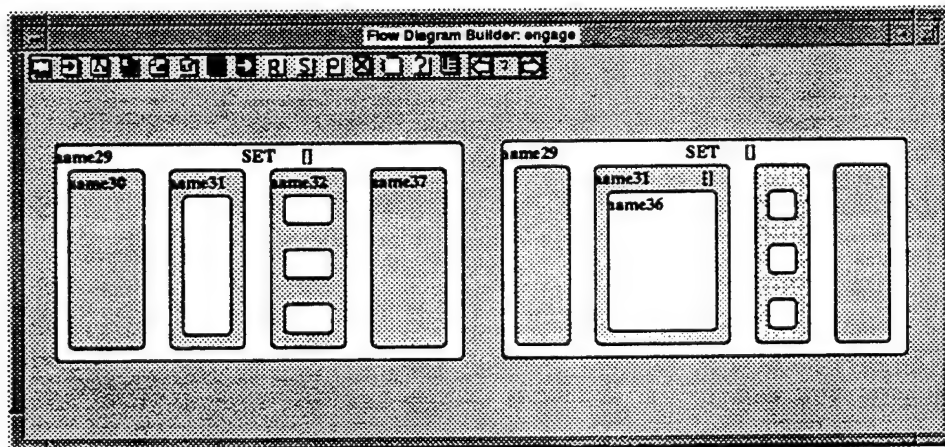 Flow Diagram Builder: engage
name29 SET []
name30 name31 name32 name37
name29 SET []
name31 []
name36